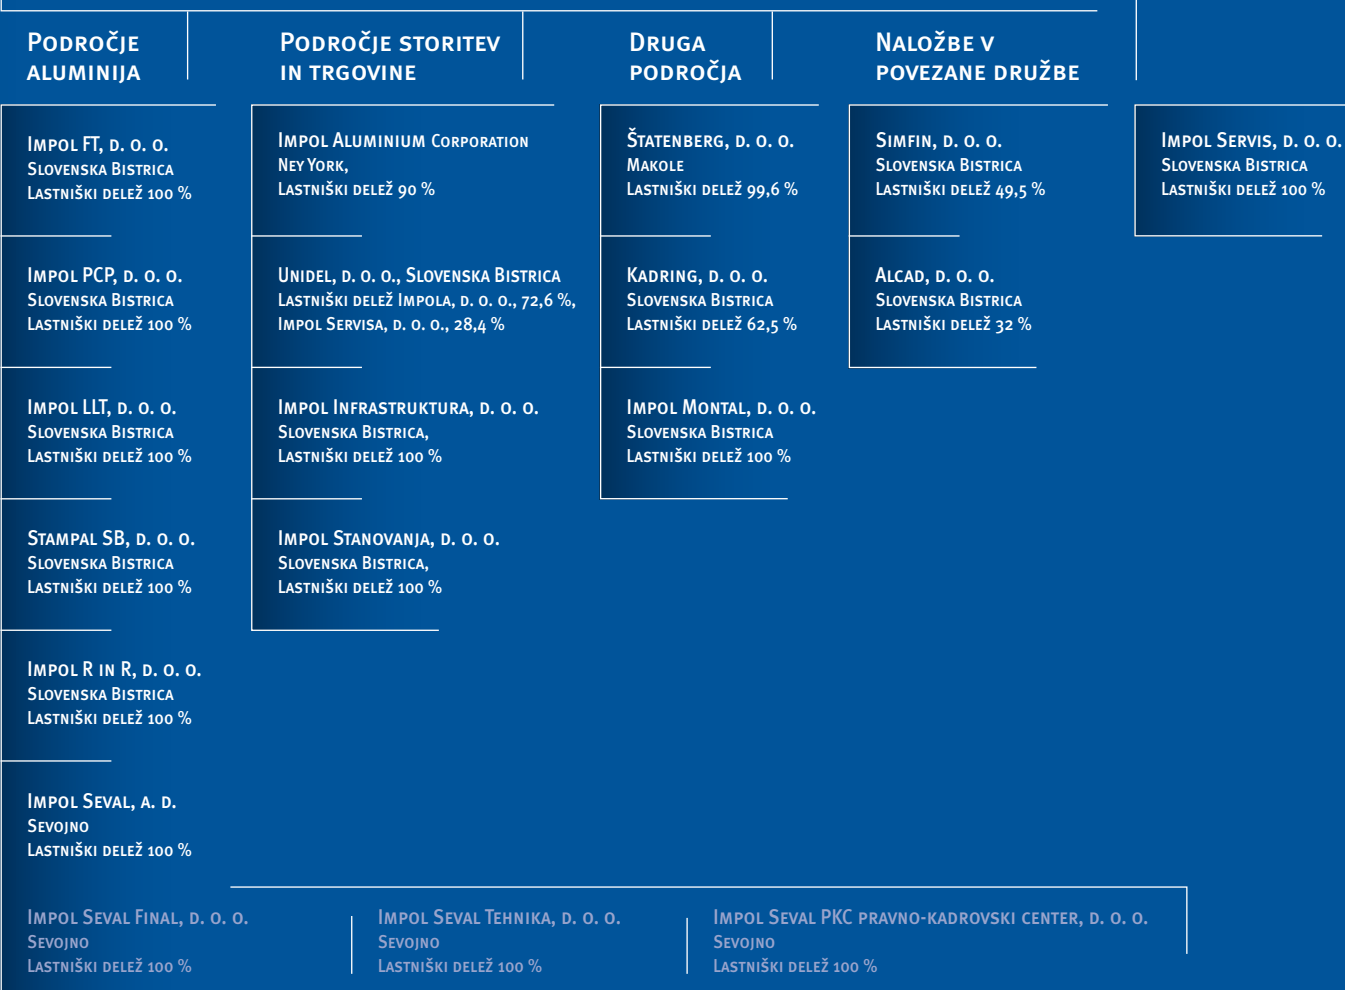 Področje
aluminija
Impol FT, d. o. o.
Slovenska Bistrica
Lastniški delež 100 %
Impol PCP, d. o. o.
Slovenska Bistrica
Lastniški delež 100 %
Impol LLT, d. o. o.
Slovenska Bistrica
Lastniški delež 100 %
Stampal SB, d. o. o.
Slovenska Bistrica
Lastniški delež 100 %
Impol R in R, d. o. o.
Slovenska Bistrica
Lastniški delež 100 %
Impol Seval, a. d.
Sevojno
Lastniški delež 100 %
Impol Seval Final, d. o. o.
Sevojno
Lastniški delež 100 %
Impol Seval Tehnika, d. o. o.
Sevojno
Lastniški delež 100 %
Impol Seval PKC pravno-kadrovski center, d. o. o.
Sevojno
Lastniški delež 100 %
Področje storitev
in trgovine
Impol Aluminium Corporation
Ney York,
Lastniški delež 90 %
Unidel, d. o. o., Slovenska Bistrica
Lastniški delež Impola, d. o. o., 72,6 %,
Impol Servisa, d. o. o., 28,4 %
Impol Infrastruktura, d. o. o.
Slovenska Bistrica,
Lastniški delež 100 %
Impol Stanovanja, d. o. o.
Slovenska Bistrica,
Lastniški delež 100 %
Druga
področja
Štatenberg, d. o. o.
Makole
Lastniški delež 99,6 %
Kadring, d. o. o.
Slovenska Bistrica
Lastniški delež 62,5 %
Impol Montal, d. o. o.
Slovenska Bistrica
Lastniški delež 100 %
Naložbe v
povezane družbe
Simfin, d. o. o.
Slovenska Bistrica
Lastniški delež 49,5 %
Alcad, d. o. o.
Slovenska Bistrica
Lastniški delež 32 %
Impol Servis, d. o. o.
Slovenska Bistrica
Lastniški delež 100 %